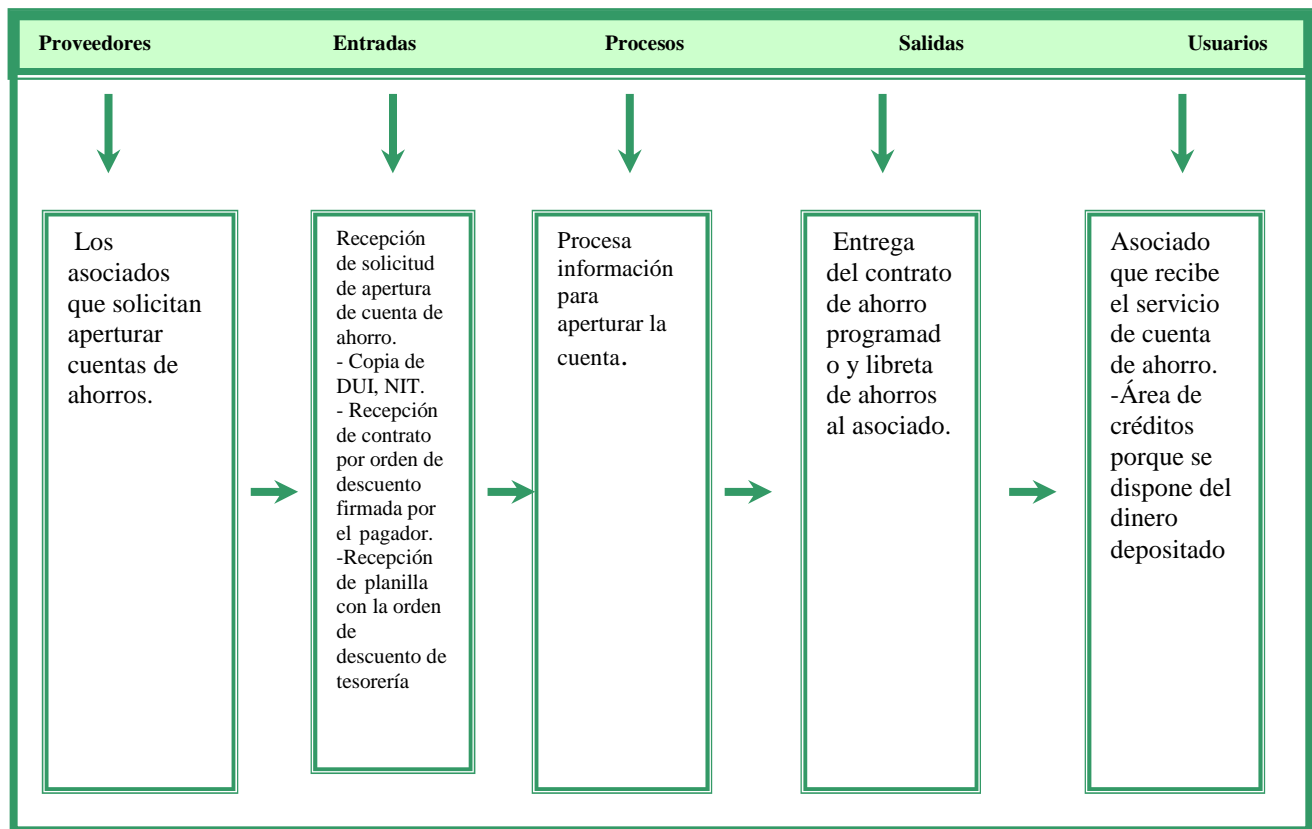 Proveedores Entradas Procesos Salidas Usuarios
Los
asociados
que solicitan
aperturar
cuentas de
ahorros.
Recepción
de solicitud
de apertura
de cuenta de
ahorro.
- Copia de
DUI, NIT.
- Recepción
de contrato
por orden de
descuento
firmada por
el pagador.
-Recepción
de planilla
con la orden
de
descuento de
tesorería
Procesa
información
para
aperturar la
cuenta.
Entrega
del contrato
de ahorro
programad
o y libreta
de ahorros
al asociado.
Asociado
que recibe
el servicio
de cuenta
de ahorro.
-Área de
créditos
porque se
dispone del
dinero
depositado